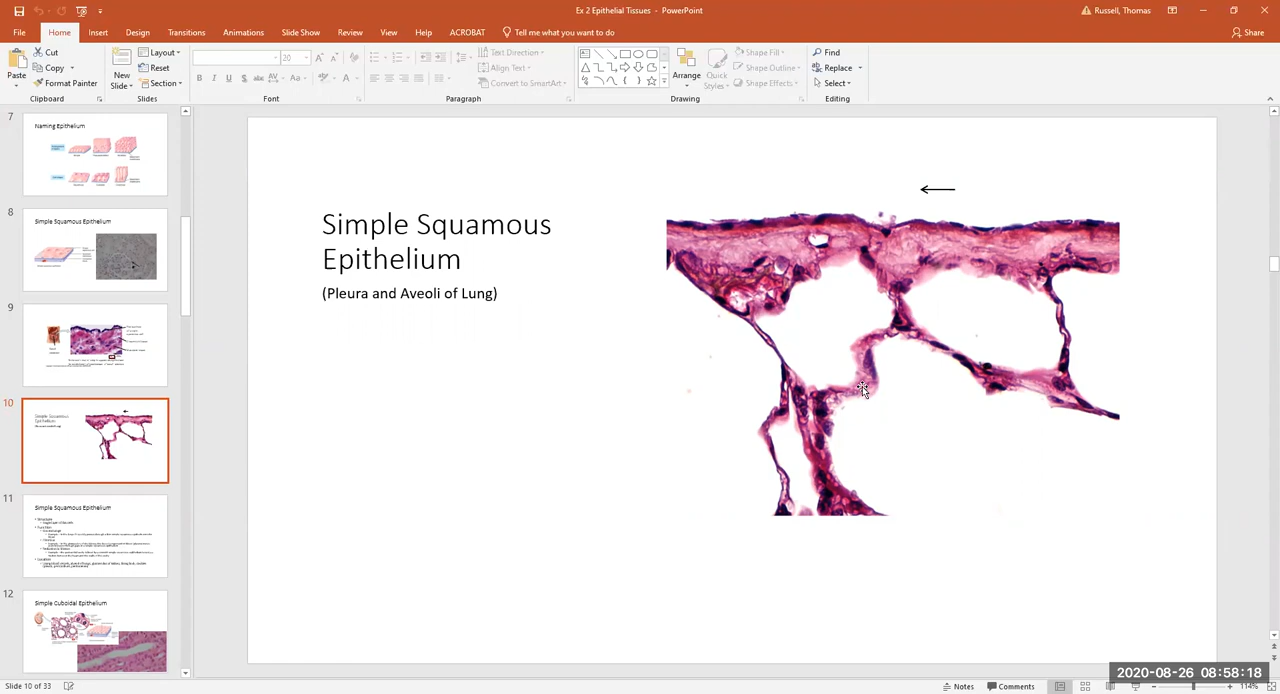 Ex 2 Epithelial Tissues - PowerPoint
Russell, Thomas
File Home Insert Design Transitions Animations Slide Show Review View Help ACROBAT Tell me what you want to do
Share
Paste
Cut
Copy
Format Painter
Clipboard
New
Slide
Layout
Reset
Section
Slides
20
B I U S abc AV Aa A
Font
Text Direction
Align Text
Convert to SmartArt
Paragraph
Arrange
Quick
Styles
Shape Fill
Shape Outline
Shape Effects
Drawing
Find
Replace
Select
Editing
7
Naming Epithelium
8
Simple Squamous Epithelium
9
10
Simple Squamous
Epithelium
11
Simple Squamous Epithelium
12
Simple Cuboidal Epithelium
Simple Squamous
Epithelium
(Pleura and Aveoli of Lung)
2020-08-26 08:58:18
Slide 10 of 33
Notes
Comments
114%